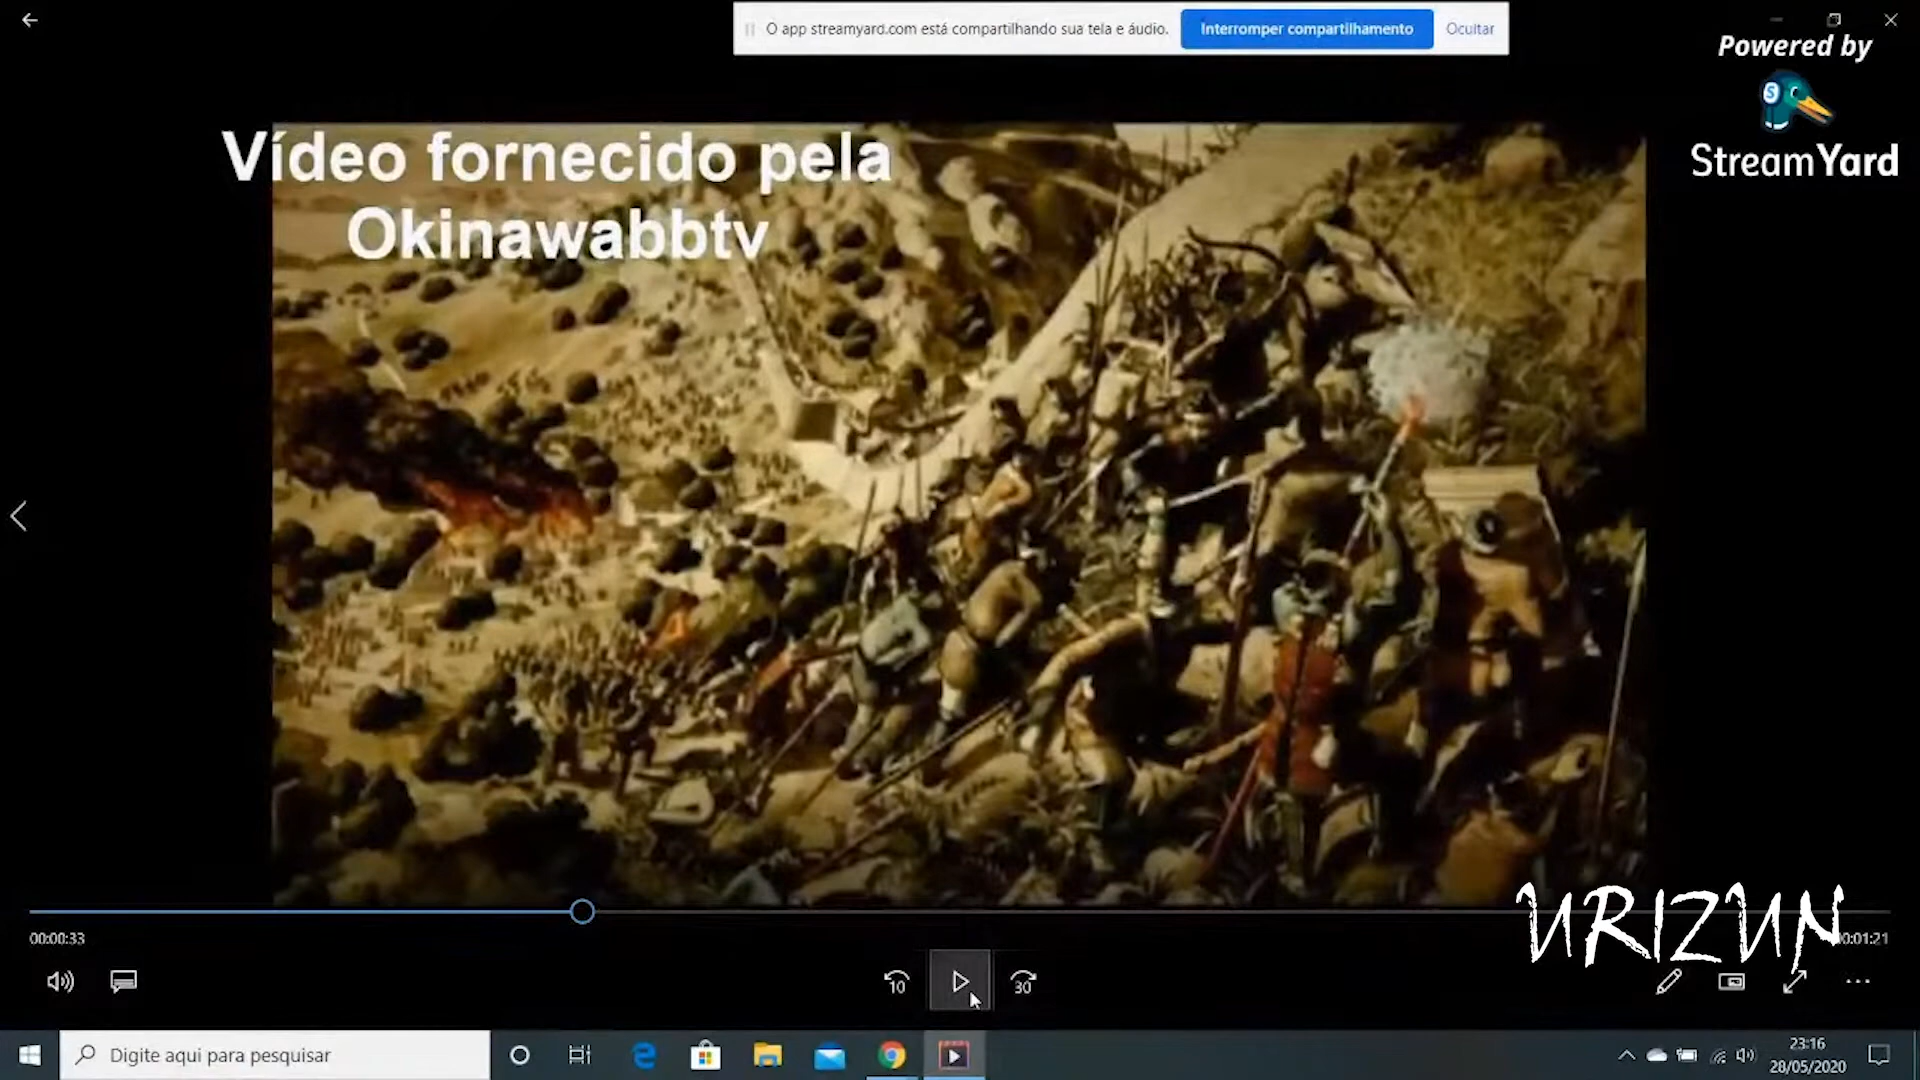 O app streamyard.com está compartilhando sua tela e áudio.
Interromper compartilhamento
Ocultar
Powered by
StreamYard
Vídeo fornecido pela
Okinawabbtv
URIZUN
00:00:33
00:01:21
10
30
Digite aqui para pesquisar
23:16
28/05/2020